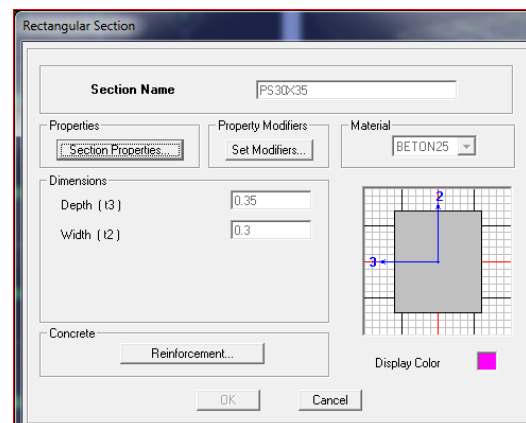 Rectangular Section
Section Name PS30X35
Properties Property Modifiers Material
Section Properties... Set Modifiers... BETON25
Dimensions
Depth ( t3 ) 0.35
Width ( t2 ) 0.3
2
3
Concrete
Reinforcement...
Display Color
OK Cancel